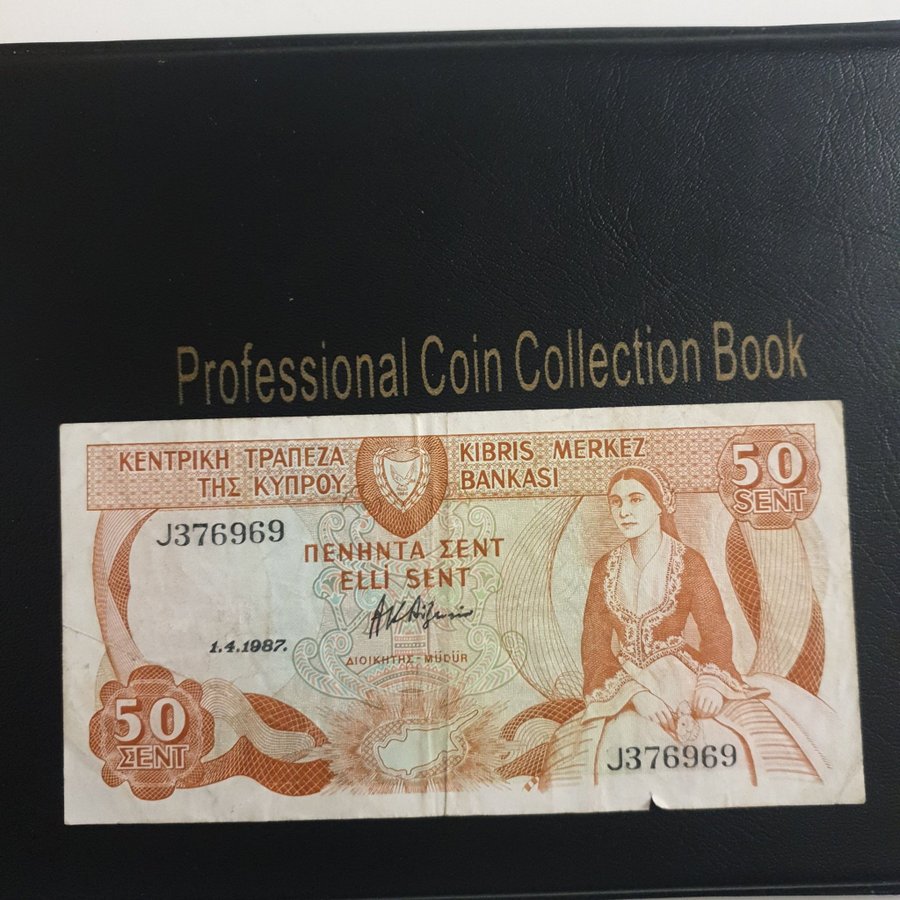 Professional Coin Collection Book
ΚΕΝΤΡΙΚΗ ΤΡΑΠΕΖΑ
ΤΗΣ ΚΥΠΡΟΥ
KIBRIS MERKEZ
BANKASI
50
SENT
J376969
ΠΕΝΗΝΤΑ ΣΕΝΤ
ELLI SENT
1.4.1987.
ΔΙΟΙΚΗΤΗΣ - MÜDÜR
50
ΣΕΝΤ
J376969